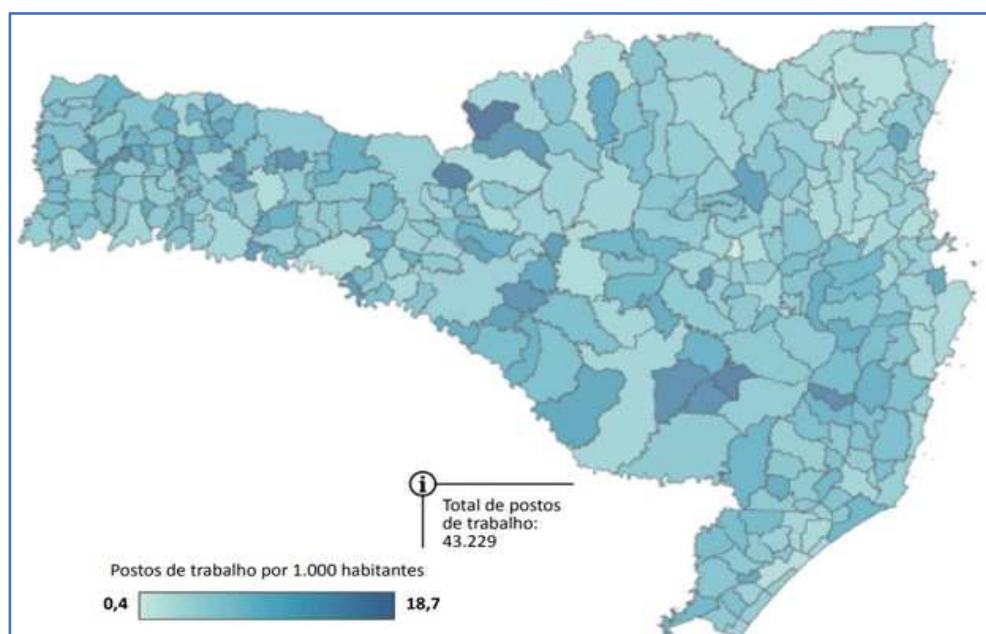 i
Total de postos
de trabalho:
43.229
Postos de trabalho por 1.000 habitantes
0,4
18,7